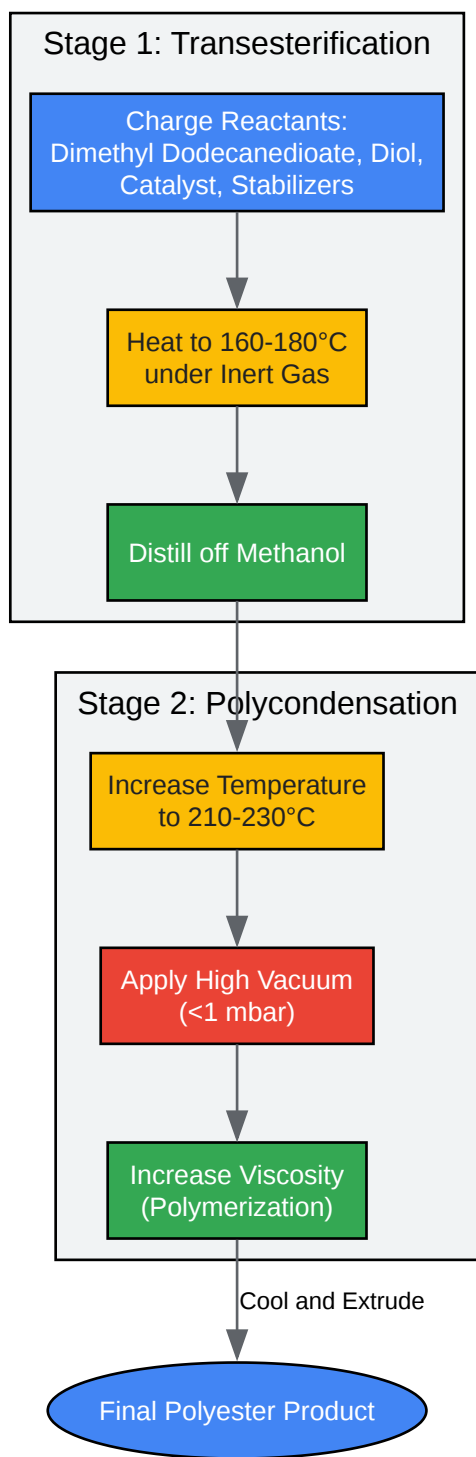 Stage 1: Transesterification
Charge Reactants:
Dimethyl Dodecanedioate, Diol,
Catalyst, Stabilizers
Heat to 160-180°C
under Inert Gas
Distill off Methanol
Stage 2: Polycondensation
Increase Temperature
to 210-230°C
Apply High Vacuum
(<1 mbar)
Increase Viscosity
(Polymerization)
Cool and Extrude
Final Polyester Product